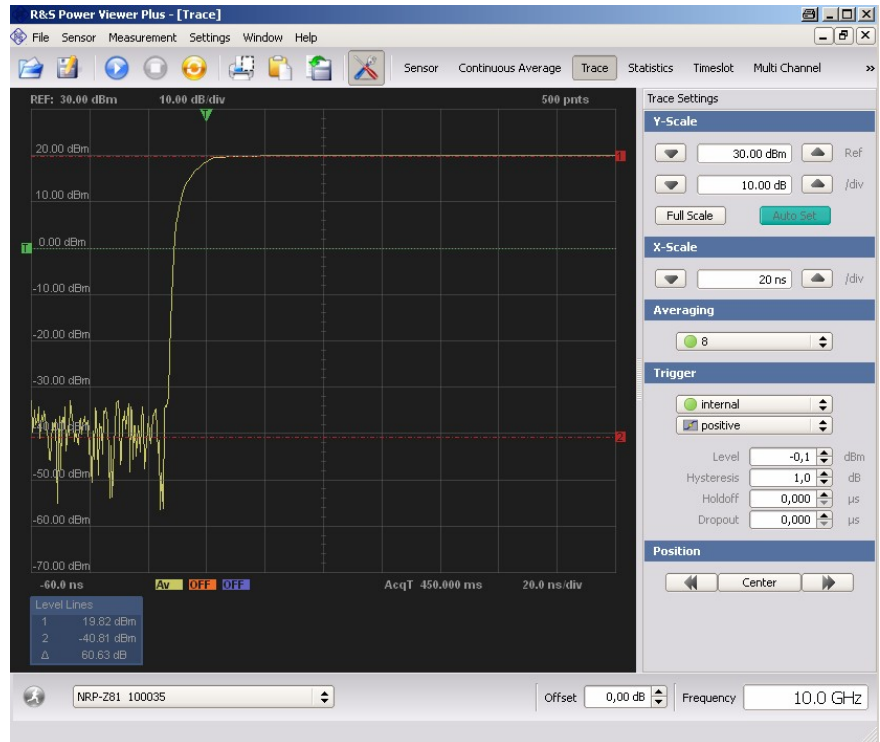 R&S Power Viewer Plus - [Trace]
File Sensor Measurement Settings Window Help
Sensor Continuous Average Trace Statistics Timeslot Multi Channel »
REF: 30.00 dBm 10.00 dB/div 500 pnts
T
20.00 dBm
1
10.00 dBm
T 0.00 dBm
-10.00 dBm
-20.00 dBm
-30.00 dBm
-40.00 dBm
2
-50.00 dBm
-60.00 dBm
-70.00 dBm
-60.0 ns Av OFF OFF AcqT 450.000 ms 20.0 ns/div
Level Lines
1 19.82 dBm
2 -40.81 dBm
Δ 60.63 dB
Trace Settings
Y-Scale
30.00 dBm Ref
10.00 dB /div
Full Scale Auto Set
X-Scale
20 ns /div
Averaging
8
Trigger
internal
positive
Level -0,1 dBm
Hysteresis 1,0 dB
Holdoff 0,000 µs
Dropout 0,000 µs
Position
Center
NRP-Z81 100035 Offset 0,00 dB Frequency 10.0 GHz